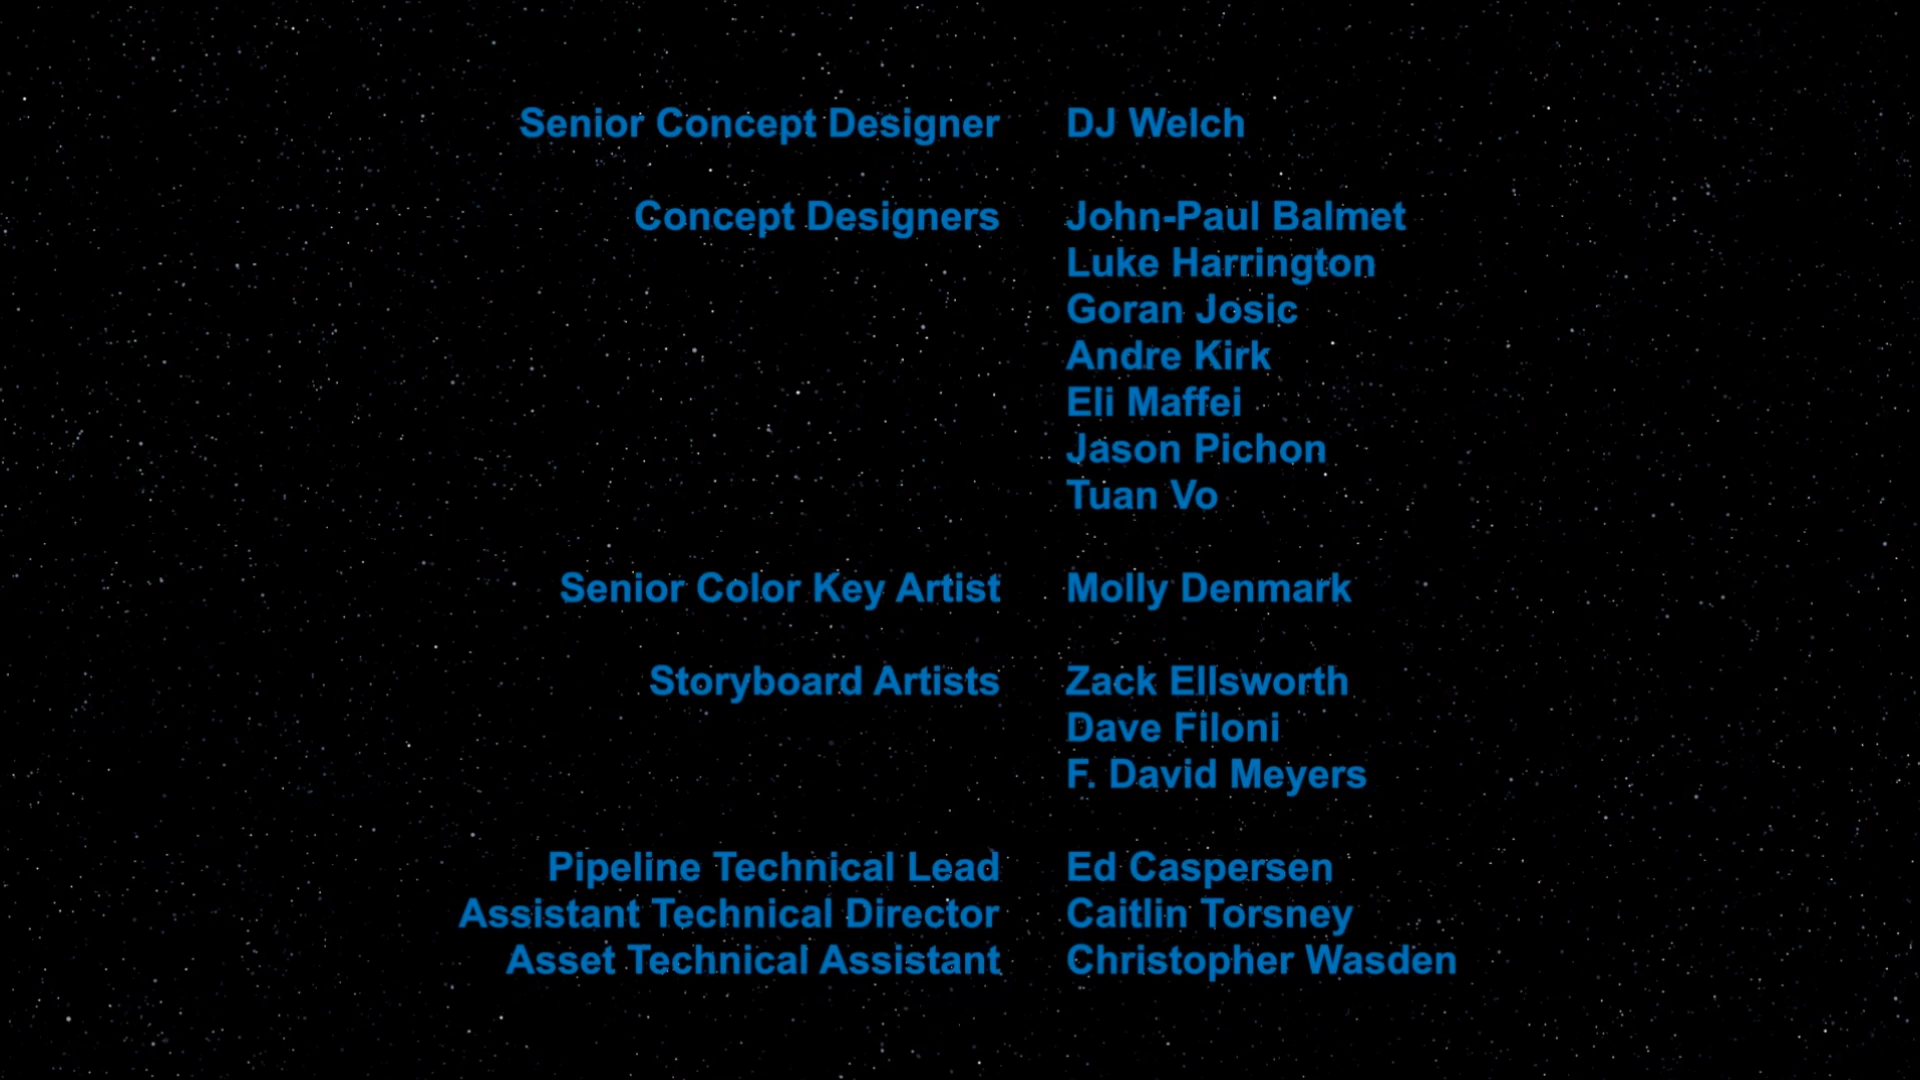 Senior Concept Designer DJ Welch
Concept Designers John-Paul Balmet
Luke Harrington
Goran Josic
Andre Kirk
Eli Maffei
Jason Pichon
Tuan Vo
Senior Color Key Artist Molly Denmark
Storyboard Artists Zack Ellsworth
Dave Filoni
F. David Meyers
Pipeline Technical Lead Ed Caspersen
Assistant Technical Director Caitlin Torsney
Asset Technical Assistant Christopher Wasden